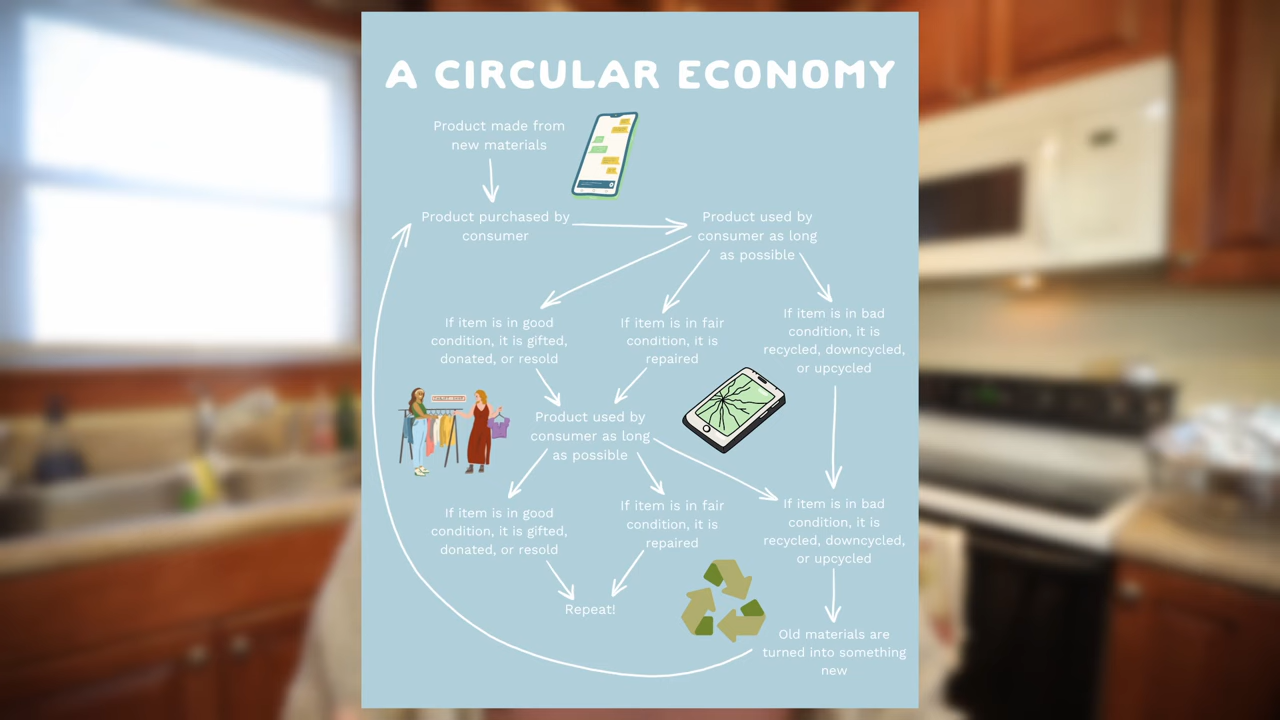 A CIRCULAR ECONOMY
Product made from
new materials
Product purchased by
consumer
Product used by
consumer as long
as possible
If item is in good
condition, it is gifted,
donated, or resold
If item is in fair
condition, it is
repaired
If item is in bad
condition, it is
recycled, downcycled,
or upcycled
Product used by
consumer as long
as possible
If item is in good
condition, it is gifted,
donated, or resold
If item is in fair
condition, it is
repaired
If item is in bad
condition, it is
recycled, downcycled,
or upcycled
Repeat!
Old materials are
turned into something
new